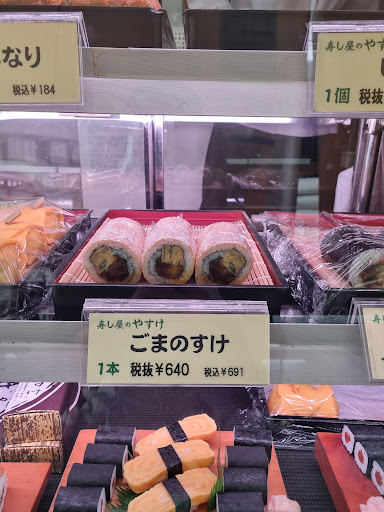 なり
税込¥184
寿し屋のやす
1個 税抜
寿し屋のやすけ
ごまのすけ
1本 税抜¥640 税込¥691